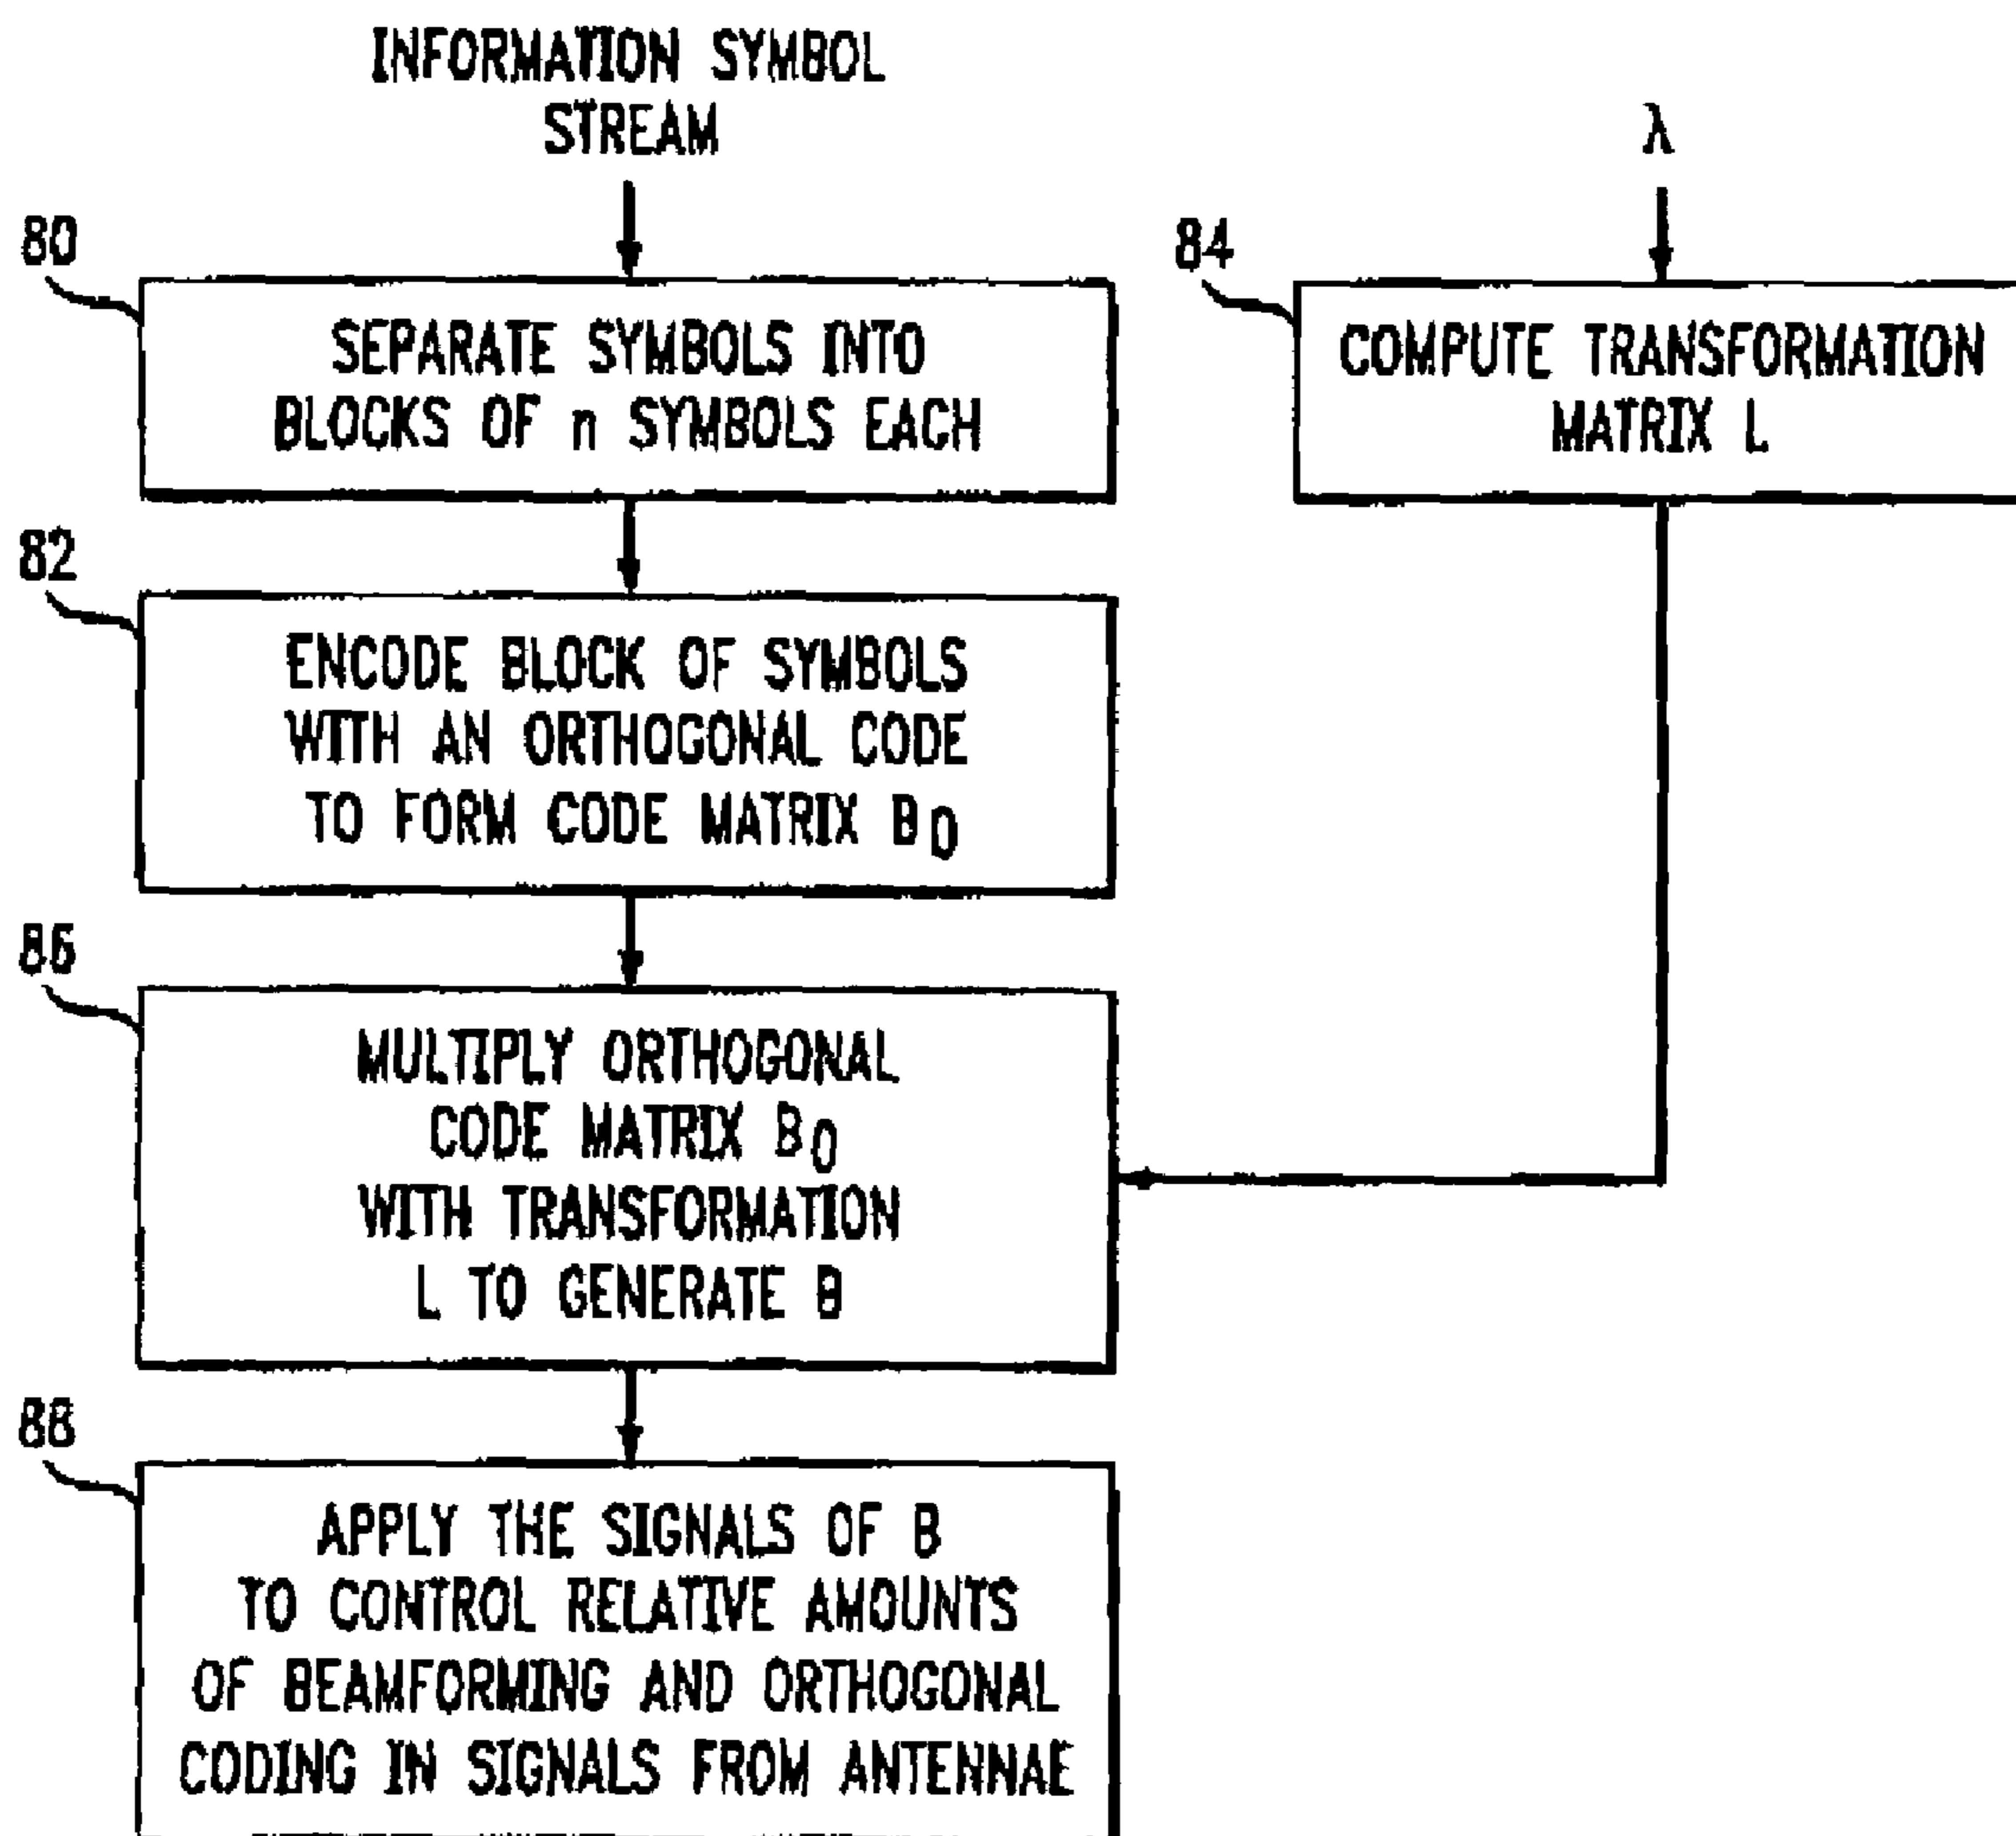 INFORMATION SYMBOL
STREAM
λ
80
SEPARATE SYMBOLS INTO
BLOCKS OF n SYMBOLS EACH
84
COMPUTE TRANSFORMATION
MATRIX L
82
ENCODE BLOCK OF SYMBOLS
WITH AN ORTHOGONAL CODE
TO FORM CODE MATRIX B0
86
MULTIPLY ORTHOGONAL
CODE MATRIX B0
WITH TRANSFORMATION
L TO GENERATE B
88
APPLY THE SIGNALS OF B
TO CONTROL RELATIVE AMOUNTS
OF BEAMFORMING AND ORTHOGONAL
CODING IN SIGNALS FROM ANTENNAE